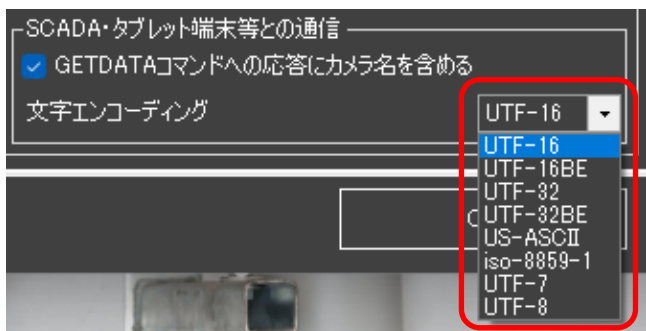 SCADA・タブレット端末等との通信
GETDATAコマンドへの応答にカメラ名を含める
文字エンコーディング
UTF-16
UTF-16
UTF-16BE
UTF-32
UTF-32BE
US-ASCII
iso-8859-1
UTF-7
UTF-8